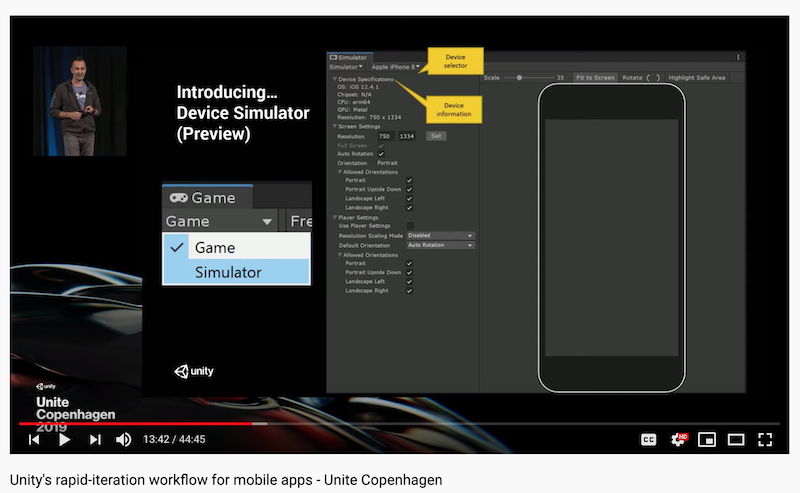 Introducing...
Device Simulator
(Preview)
Game
Game
Fre
Game
Simulator
unity
Simulator
Simulator
Apple iPhone 8
Device
selector
Device
information
Device Specifications
OS: iOS 12.4.1
Chipset: N/A
CPU: arm64
GPU: Metal
Resolution: 750 x 1334
Screen Settings
Resolution 750 1334 Set
Full Screen
Auto Rotation
Orientation Portrait
Allowed Orientations
Portrait
Portrait Upside Down
Landscape Left
Landscape Right
Player Settings
Use Player Settings
Resolution Scaling Mode Disabled
Default Orientation Auto Rotation
Allowed Orientations
Portrait
Portrait Upside Down
Landscape Left
Landscape Right
Scale 35 Fit to Screen Rotate Highlight Safe Area
unity
Unite
Copenhagen
2019
13:42 / 44:45
CC
HD
Unity's rapid-iteration workflow for mobile apps - Unite Copenhagen